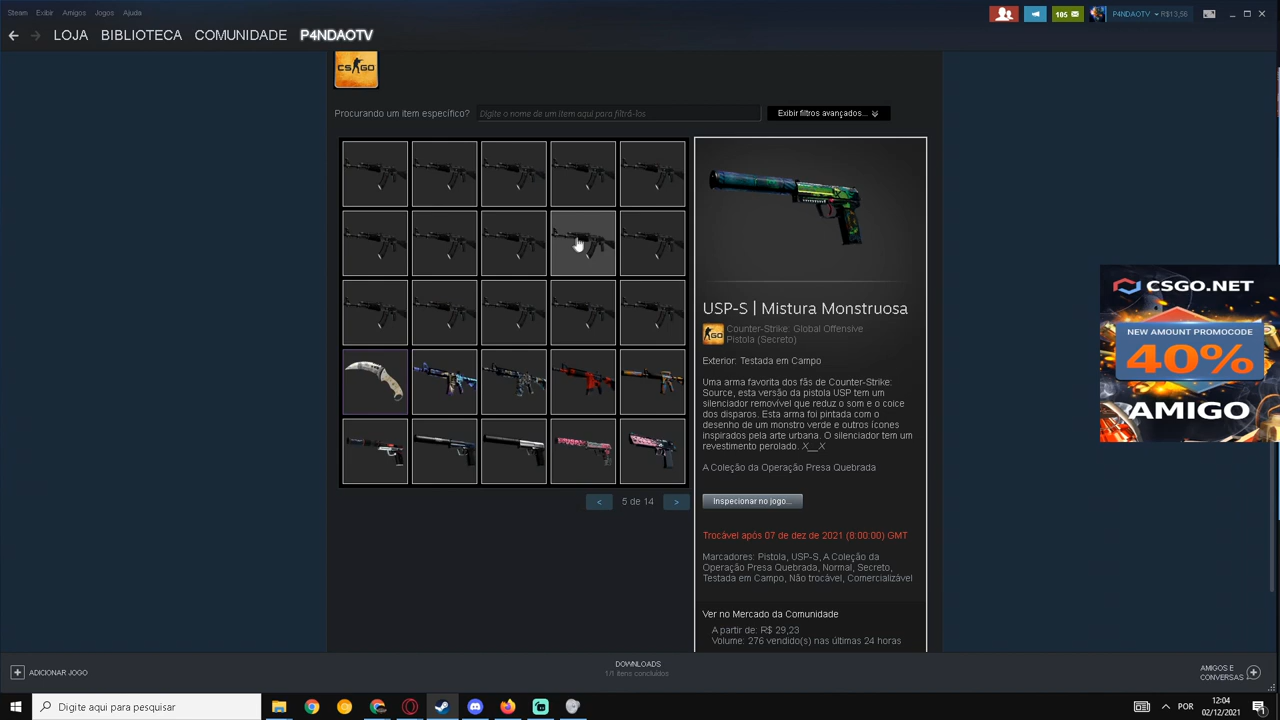 Steam Exibir Amigos Jogos Ajuda
105
P4NDAOTV R$13,56
LOJA BIBLIOTECA COMUNIDADE P4NDAOTV
CS GO
Procurando um item específico? Digite o nome de um item aqui para filtrá-los Exibir filtros avançados...
USP-S | Mistura Monstruosa
Counter-Strike: Global Offensive
Pistola (Secreto)
Exterior: Testada em Campo
Uma arma favorita dos fãs de Counter-Strike:
Source, esta versão da pistola USP tem um
silenciador removível que reduz o som e o coice
dos disparos. Esta arma foi pintada com o
desenho de um monstro verde e outros ícones
inspirados pela arte urbana. O silenciador tem um
revestimento perolado. X__X
A Coleção da Operação Presa Quebrada
Inspecionar no jogo...
Trocável após 07 de dez de 2021 (8:00:00) GMT
Marcadores: Pistola, USP-S, A Coleção da
Operação Presa Quebrada, Normal, Secreto,
Testada em Campo, Não trocável, Comercializável
Ver no Mercado da Comunidade
A partir de: R$ 29,23
Volume: 276 vendido(s) nas últimas 24 horas
< 5 de 14 >
CSGO.NET
NEW AMOUNT PROMOCODE
40%
AMIGO
ADICIONAR JOGO
DOWNLOADS
1/1 itens concluídos
AMIGOS E
CONVERSAS
Digite aqui para pesquisar
POR
12:04
02/12/2021